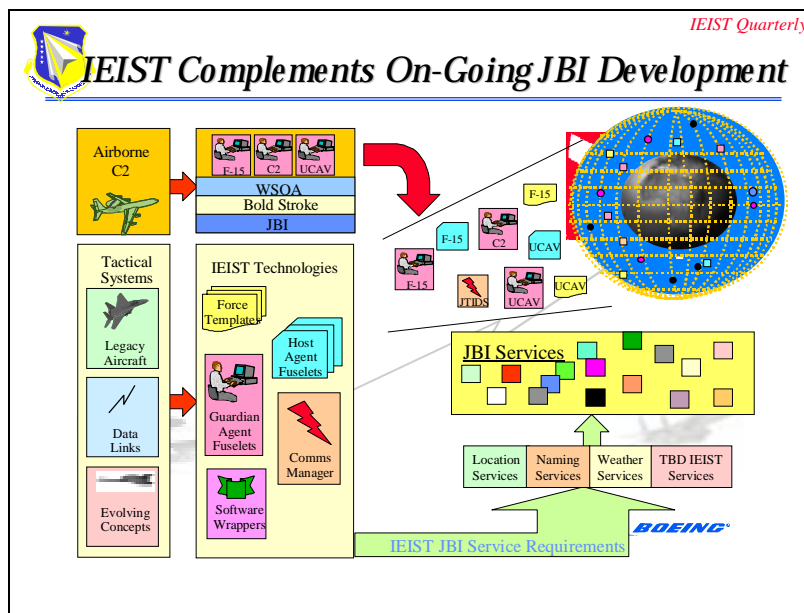 IEIST Quarterly
IEIST Complements On-Going JBI Development
Airborne
C2
F-15
C2
UCAV
WSOA
Bold Stroke
JBI
Tactical
Systems
Legacy
Aircraft
Data
Links
Evolving
Concepts
IEIST Technologies
Force
Templates
Host
Agent
Fuselets
Guardian
Agent
Fuselets
Comms
Manager
Software
Wrappers
F-15
F-15
C2
UCAV
F-15
JTIDS
UCAV
UCAV
JBI Services
Location
Services
Naming
Services
Weather
Services
TBD IEIST
Services
IEIST JBI Service Requirements
BOEING®